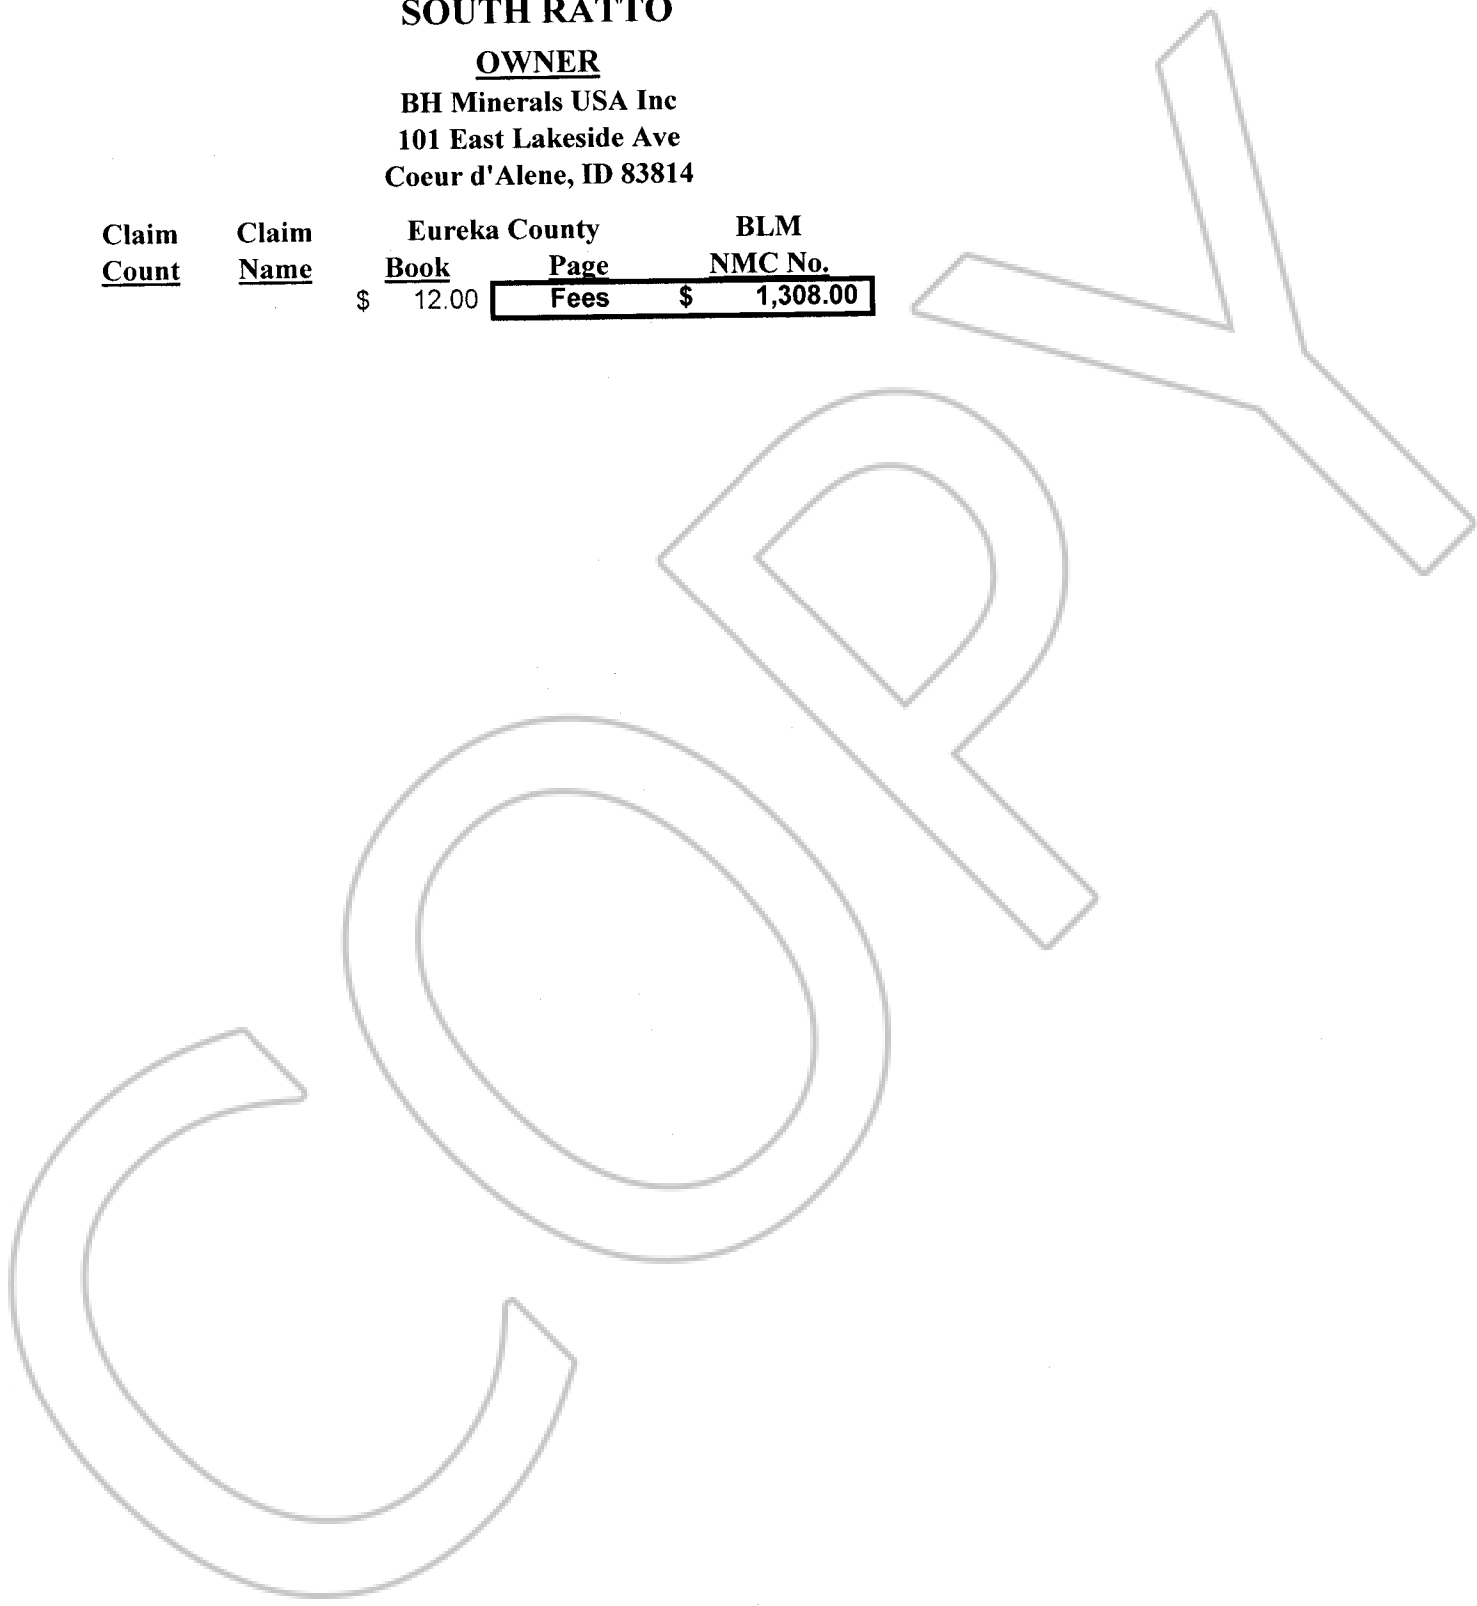 SOUTH RATTO
OWNER
BH Minerals USA Inc
101 East Lakeside Ave
Coeur d'Alene, ID 83814
Claim Claim Eureka County BLM
Count Name Book Page NMC No.
$ 12.00 Fees $ 1,308.00
COPY